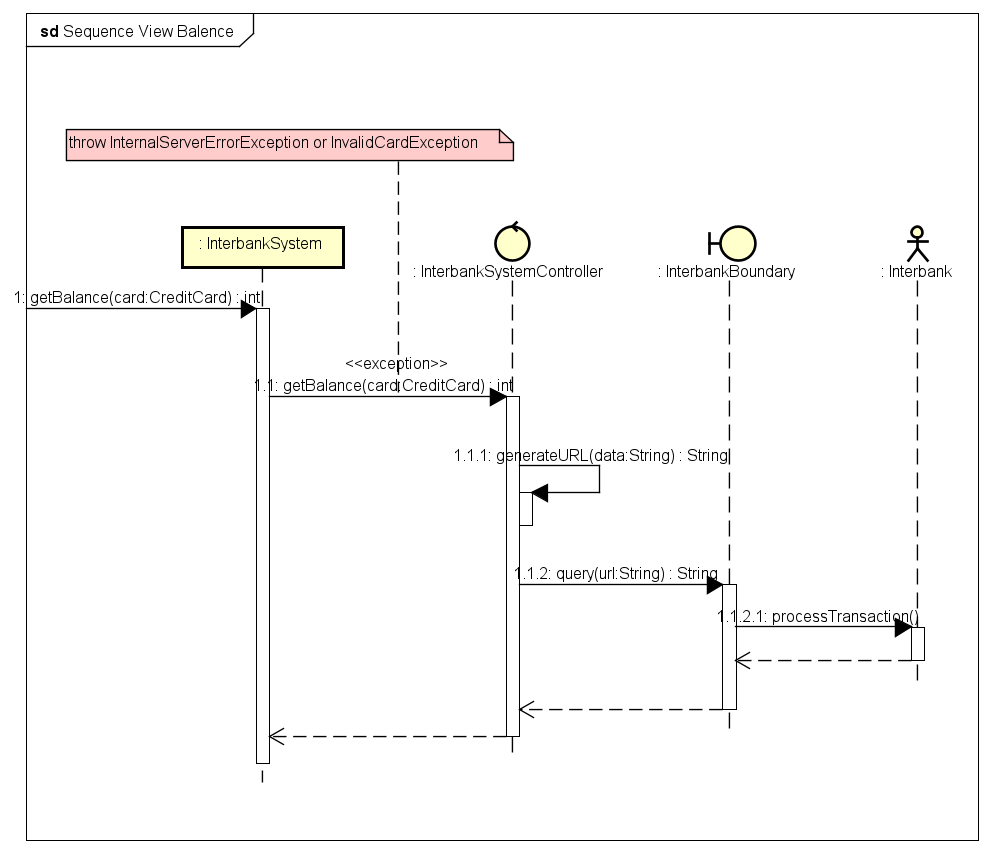 sd Sequence View Balence
throw InternalServerErrorException or InvalidCardException
: InterbankSystem
: InterbankSystemController
: InterbankBoundary
: Interbank
1: getBalance(card:CreditCard) : int
<<exception>>
1.1: getBalance(card:CreditCard) : int
1.1.1: generateURL(data:String) : String
1.1.2: query(url:String) : String
1.1.2.1: processTransaction()